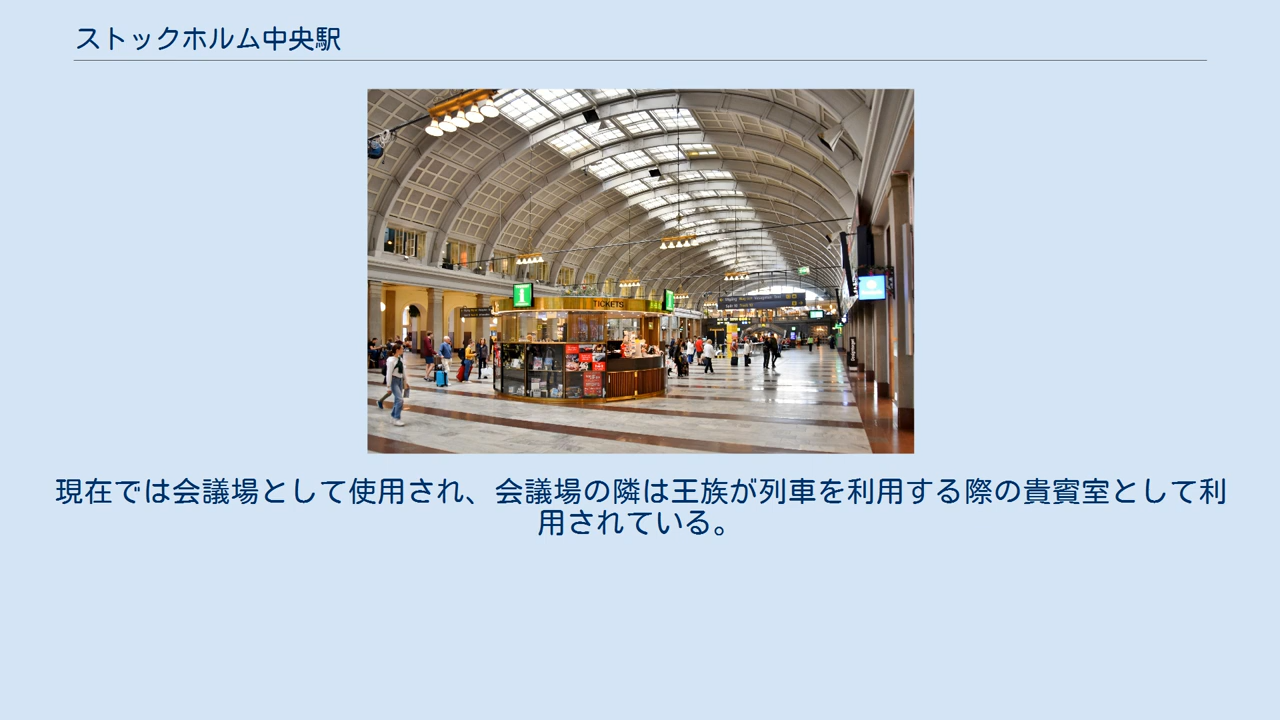 ストックホルム中央駅
TICKETS
現在では会議場として使用され、会議場の隣は王族が列車を利用する際の貴賓室として利
用されている。